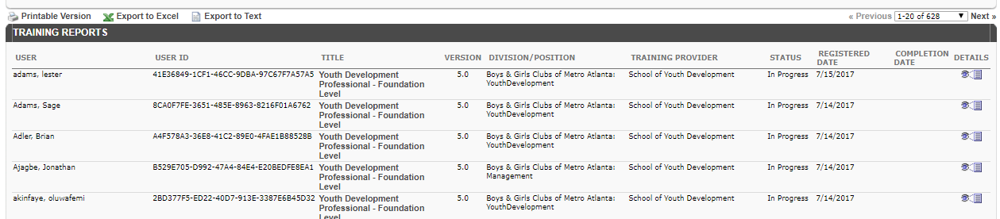 Printable Version Export to Excel Export to Text « Previous 1-20 of 628 Next »
TRAINING REPORTS
USER USER ID TITLE VERSION DIVISION/POSITION TRAINING PROVIDER STATUS REGISTERED DATE COMPLETION DATE DETAILS
adams, lester 41E36849-1CF1-46CC-9DBA-97C67F7A57A5 Youth Development 5.0 Boys & Girls Clubs of Metro Atlanta: School of Youth Development In Progress 7/15/2017
Professional - Foundation YouthDevelopment
Level
Adams, Sage 8CA0F7FE-3651-485E-8963-8216F01A6762 Youth Development 5.0 Boys & Girls Clubs of Metro Atlanta: School of Youth Development In Progress 7/14/2017
Professional - Foundation YouthDevelopment
Level
Adler, Brian A4F578A3-36E8-41C2-89E0-4FAE1B88528B Youth Development 5.0 Boys & Girls Clubs of Metro Atlanta: School of Youth Development In Progress 7/14/2017
Professional - Foundation YouthDevelopment
Level
Ajagbe, Jonathan B529E705-D992-47A4-84E4-E20BEDFE8EA1 Youth Development 5.0 Boys & Girls Clubs of Metro Atlanta: School of Youth Development In Progress 7/14/2017
Professional - Foundation Management
Level
akinfaye, oluwafemi 2BD377F5-ED22-40D7-913E-3387E6B45D32 Youth Development 5.0 Boys & Girls Clubs of Metro Atlanta: School of Youth Development In Progress 7/14/2017
Professional - Foundation YouthDevelopment
Level